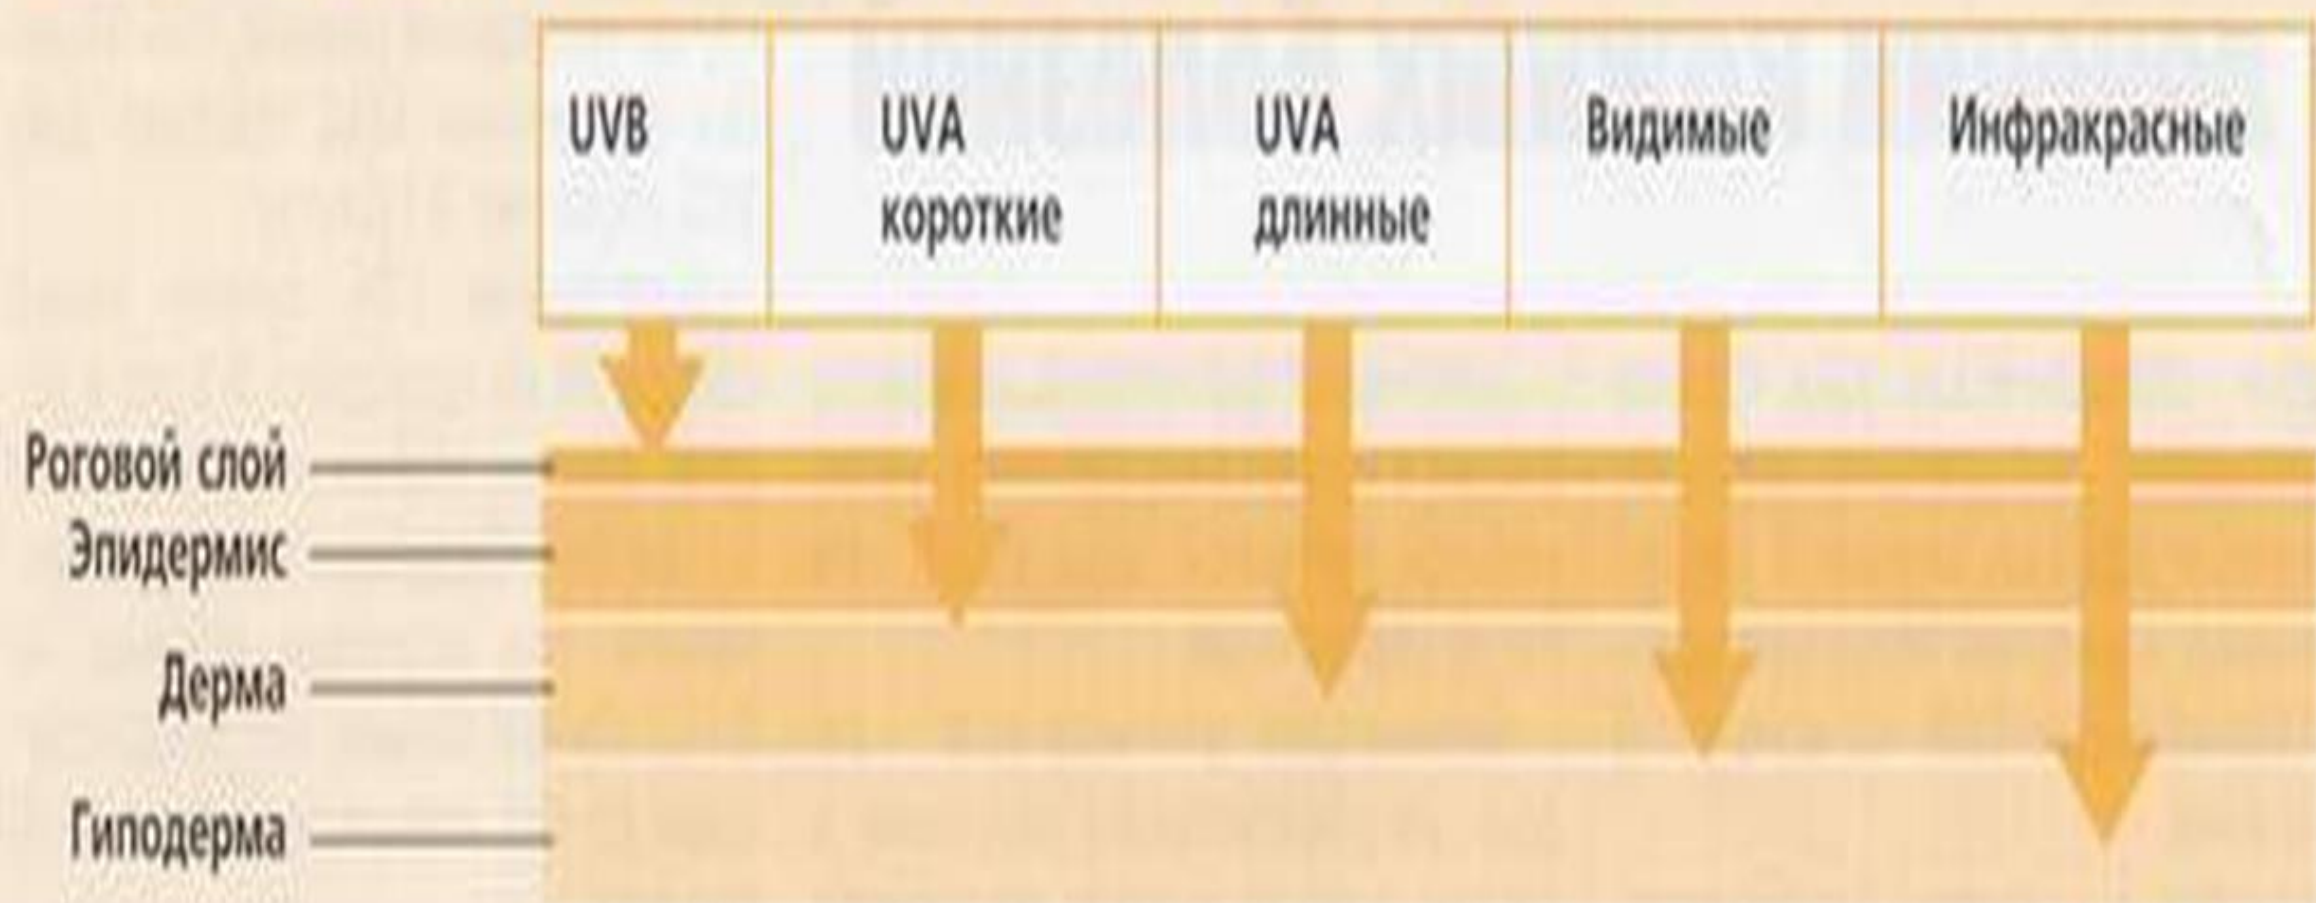 UVB
UVA
короткие
UVA
длинные
Видимые
Инфракрасные
Роговой слой
Эпидермис
Дерма
Гиподерма